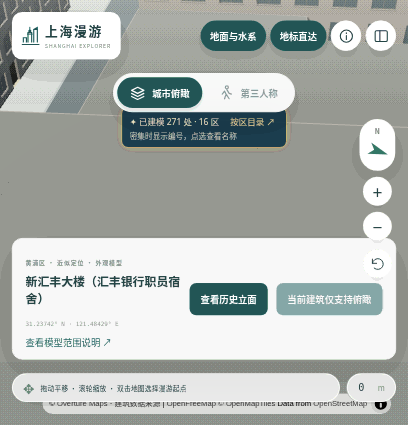 上海漫游
SHANGHAI EXPLORER
地面与水系
地标直达
城市俯瞰
第三人称
✦ 已建模 271 处 · 16 区 按区目录 ↗
密集时显示编号，点选查看名称
N
+
−
黄浦区 · 近似定位 · 外观模型
新汇丰大楼（汇丰银行职员宿
舍）
查看历史立面
当前建筑仅支持俯瞰
31.23742° N · 121.48429° E
查看模型范围说明 ↗
拖动平移 · 滚轮缩放 · 双击地图选择漫游起点
0 m
© Overture Maps · 建筑数据来源 | OpenFreeMap © OpenMapTiles Data from OpenStreetMap